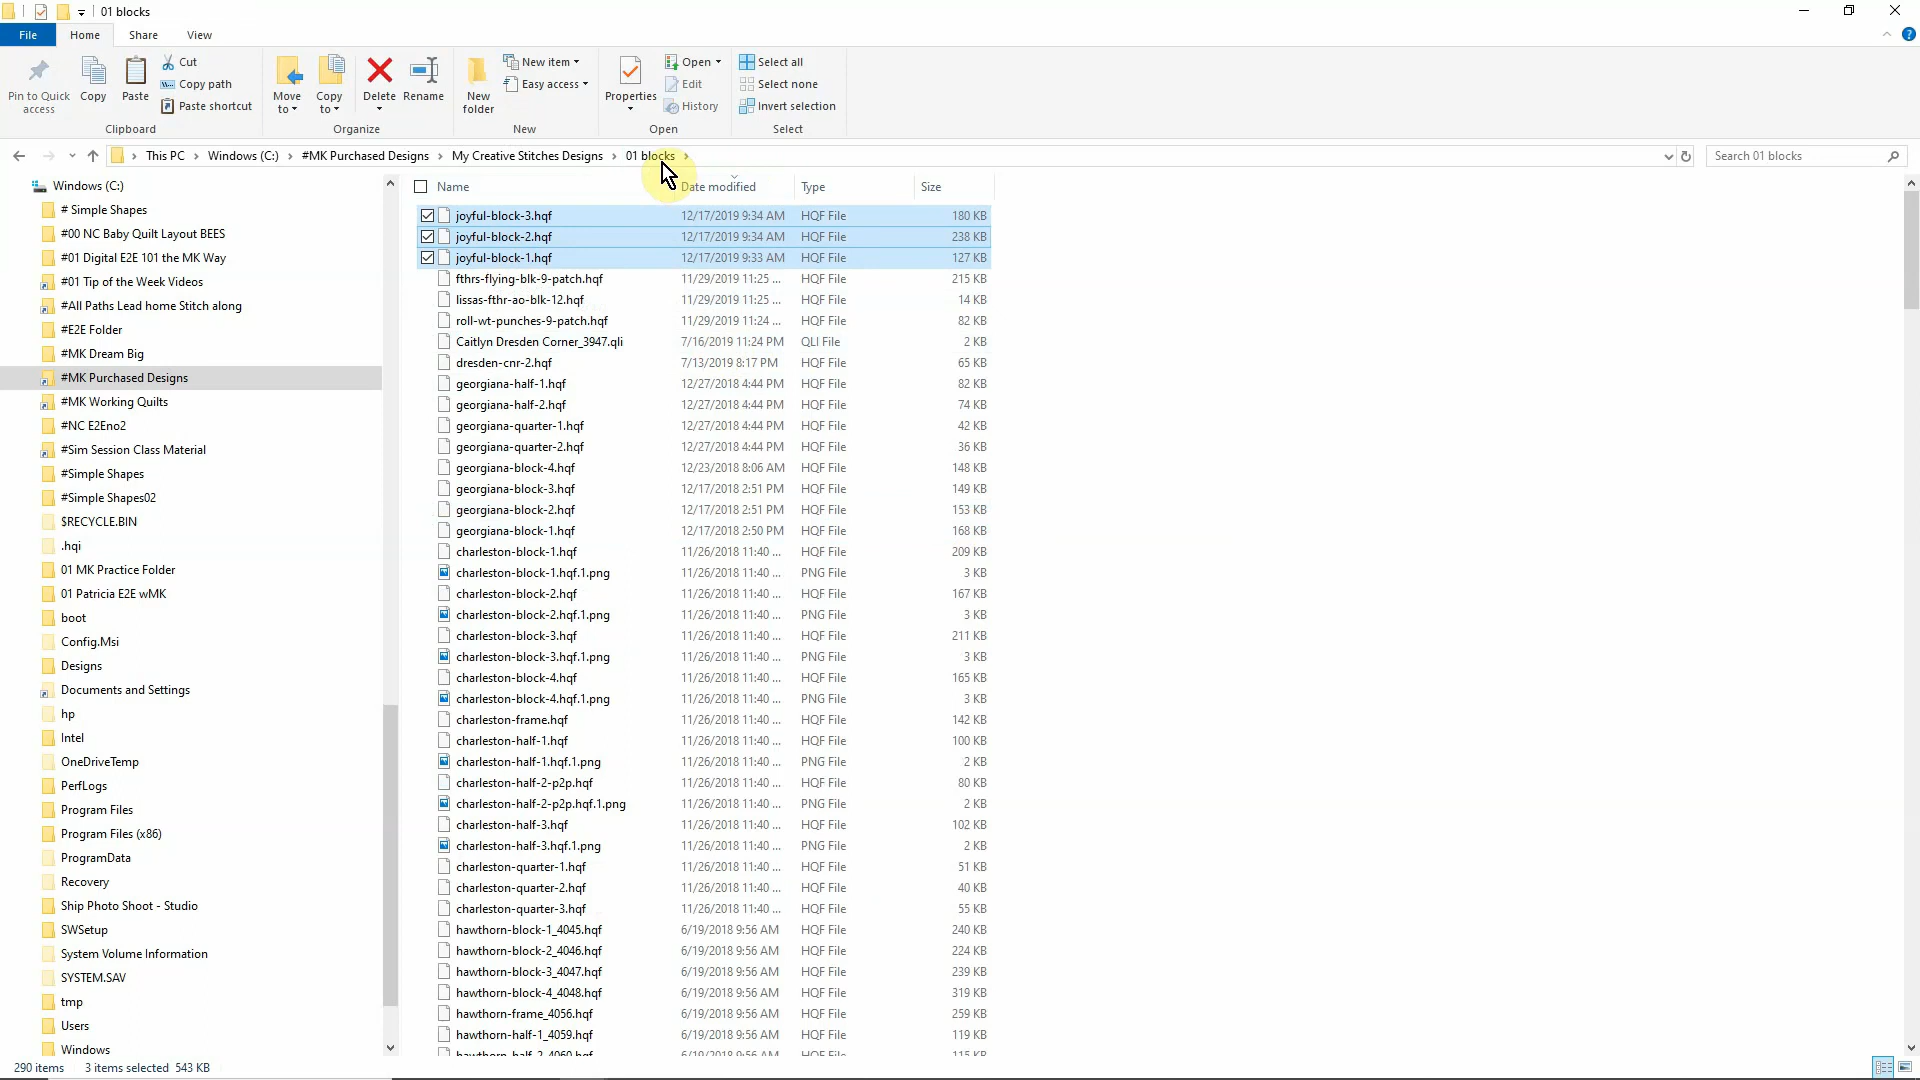 01 blocks
File Home Share View
Pin to Quick access
Copy
Paste
Cut
Copy path
Paste shortcut
Clipboard
Move to
Copy to
Delete
Rename
Organize
New folder
New item
Easy access
New
Properties
Open
Edit
History
Open
Select all
Select none
Invert selection
Select
This PC › Windows (C:) › #MK Purchased Designs › My Creative Stitches Designs › 01 blocks ›
Search 01 blocks
Windows (C:)
# Simple Shapes
#00 NC Baby Quilt Layout BEES
#01 Digital E2E 101 the MK Way
#01 Tip of the Week Videos
#All Paths Lead home Stitch along
#E2E Folder
#MK Dream Big
#MK Purchased Designs
#MK Working Quilts
#NC E2Eno2
#Sim Session Class Material
#Simple Shapes
#Simple Shapes02
$RECYCLE.BIN
.hqi
01 MK Practice Folder
01 Patricia E2E wMK
boot
Config.Msi
Designs
Documents and Settings
hp
Intel
OneDriveTemp
PerfLogs
Program Files
Program Files (x86)
ProgramData
Recovery
Ship Photo Shoot - Studio
SWSetup
System Volume Information
SYSTEM.SAV
tmp
Users
Windows
Name Date modified Type Size
joyful-block-3.hqf 12/17/2019 9:34 AM HQF File 180 KB
joyful-block-2.hqf 12/17/2019 9:34 AM HQF File 238 KB
joyful-block-1.hqf 12/17/2019 9:33 AM HQF File 127 KB
fthrs-flying-blk-9-patch.hqf 11/29/2019 11:25 ... HQF File 215 KB
lissas-fthr-ao-blk-12.hqf 11/29/2019 11:25 ... HQF File 14 KB
roll-wt-punches-9-patch.hqf 11/29/2019 11:24 ... HQF File 82 KB
Caitlyn Dresden Corner_3947.qli 7/16/2019 11:24 PM QLI File 2 KB
dresden-cnr-2.hqf 7/13/2019 8:17 PM HQF File 65 KB
georgiana-half-1.hqf 12/27/2018 4:44 PM HQF File 82 KB
georgiana-half-2.hqf 12/27/2018 4:44 PM HQF File 74 KB
georgiana-quarter-1.hqf 12/27/2018 4:44 PM HQF File 42 KB
georgiana-quarter-2.hqf 12/27/2018 4:44 PM HQF File 36 KB
georgiana-block-4.hqf 12/23/2018 8:06 AM HQF File 148 KB
georgiana-block-3.hqf 12/17/2018 2:51 PM HQF File 149 KB
georgiana-block-2.hqf 12/17/2018 2:51 PM HQF File 153 KB
georgiana-block-1.hqf 12/17/2018 2:50 PM HQF File 168 KB
charleston-block-1.hqf 11/26/2018 11:40 ... HQF File 209 KB
charleston-block-1.hqf.1.png 11/26/2018 11:40 ... PNG File 3 KB
charleston-block-2.hqf 11/26/2018 11:40 ... HQF File 167 KB
charleston-block-2.hqf.1.png 11/26/2018 11:40 ... PNG File 3 KB
charleston-block-3.hqf 11/26/2018 11:40 ... HQF File 211 KB
charleston-block-3.hqf.1.png 11/26/2018 11:40 ... PNG File 3 KB
charleston-block-4.hqf 11/26/2018 11:40 ... HQF File 165 KB
charleston-block-4.hqf.1.png 11/26/2018 11:40 ... PNG File 3 KB
charleston-frame.hqf 11/26/2018 11:40 ... HQF File 142 KB
charleston-half-1.hqf 11/26/2018 11:40 ... HQF File 100 KB
charleston-half-1.hqf.1.png 11/26/2018 11:40 ... PNG File 2 KB
charleston-half-2-p2p.hqf 11/26/2018 11:40 ... HQF File 80 KB
charleston-half-2-p2p.hqf.1.png 11/26/2018 11:40 ... PNG File 2 KB
charleston-half-3.hqf 11/26/2018 11:40 ... HQF File 102 KB
charleston-half-3.hqf.1.png 11/26/2018 11:40 ... PNG File 2 KB
charleston-quarter-1.hqf 11/26/2018 11:40 ... HQF File 51 KB
charleston-quarter-2.hqf 11/26/2018 11:40 ... HQF File 40 KB
charleston-quarter-3.hqf 11/26/2018 11:40 ... HQF File 55 KB
hawthorn-block-1_4045.hqf 6/19/2018 9:56 AM HQF File 240 KB
hawthorn-block-2_4046.hqf 6/19/2018 9:56 AM HQF File 224 KB
hawthorn-block-3_4047.hqf 6/19/2018 9:56 AM HQF File 239 KB
hawthorn-block-4_4048.hqf 6/19/2018 9:56 AM HQF File 319 KB
hawthorn-frame_4056.hqf 6/19/2018 9:56 AM HQF File 259 KB
hawthorn-half-1_4059.hqf 6/19/2018 9:56 AM HQF File 119 KB
hawthorn-half-2_4060.hqf 6/19/2018 9:56 AM HQF File 115 KB
290 items 3 items selected 543 KB